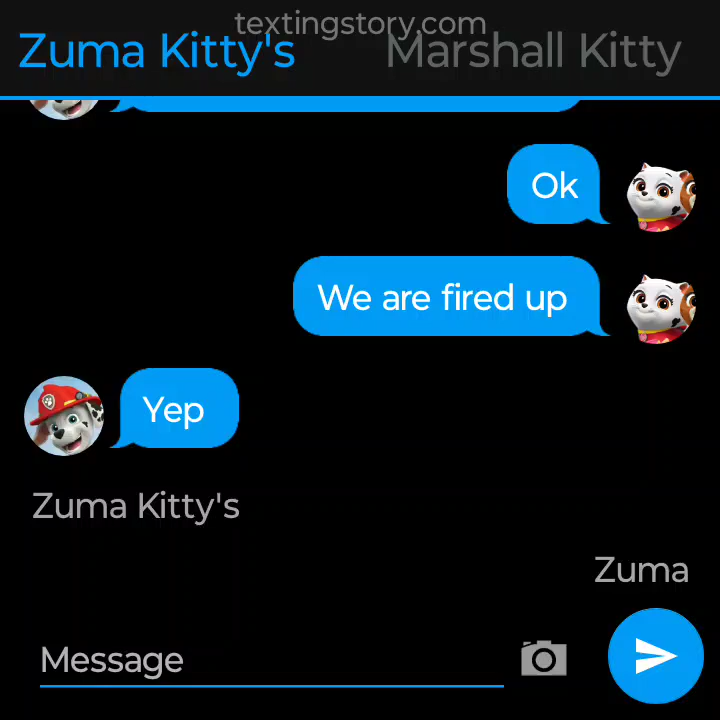 textingstory.com
Zuma Kitty's
Marshall Kitty
Ok
We are fired up
Yep
Zuma Kitty's
Zuma
Message